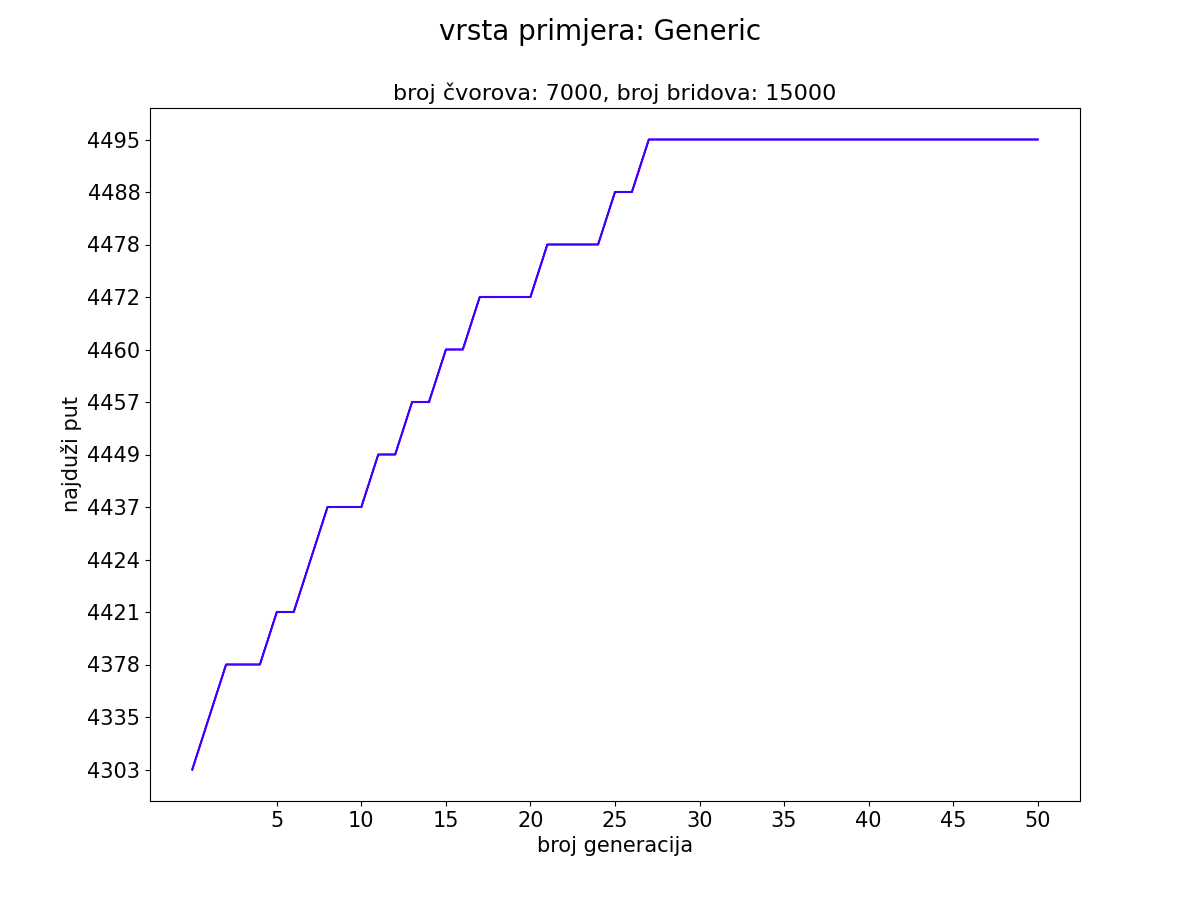 vrsta primjera: Generic
broj čvorova: 7000, broj bridova: 15000
4495
4488
4478
4472
4460
4457
4449
4437
4424
4421
4378
4335
4303
najduži put
5 10 15 20 25 30 35 40 45 50
broj generacija